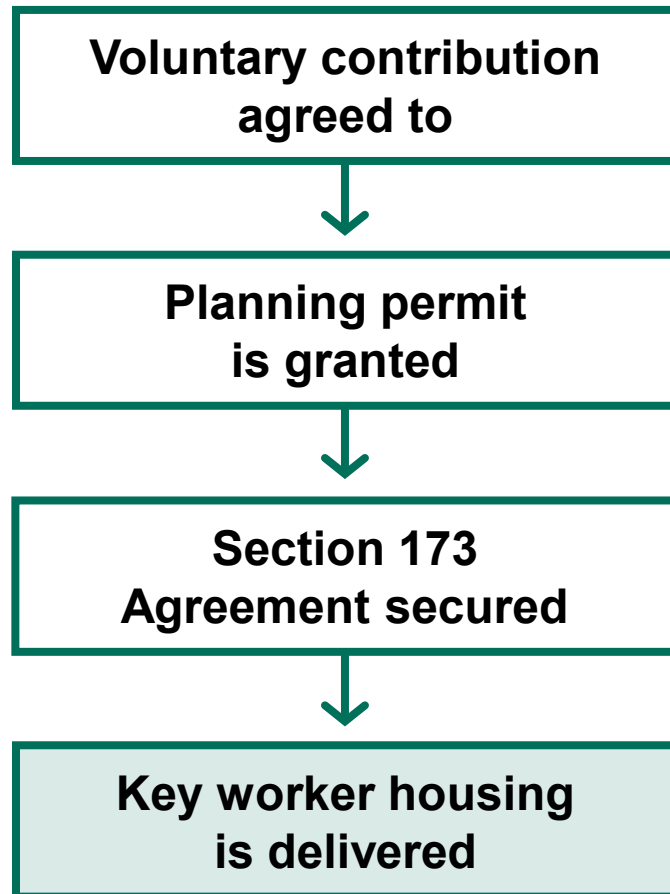 Voluntary contribution
agreed to
Planning permit
is granted
Section 173
Agreement secured
Key worker housing
is delivered